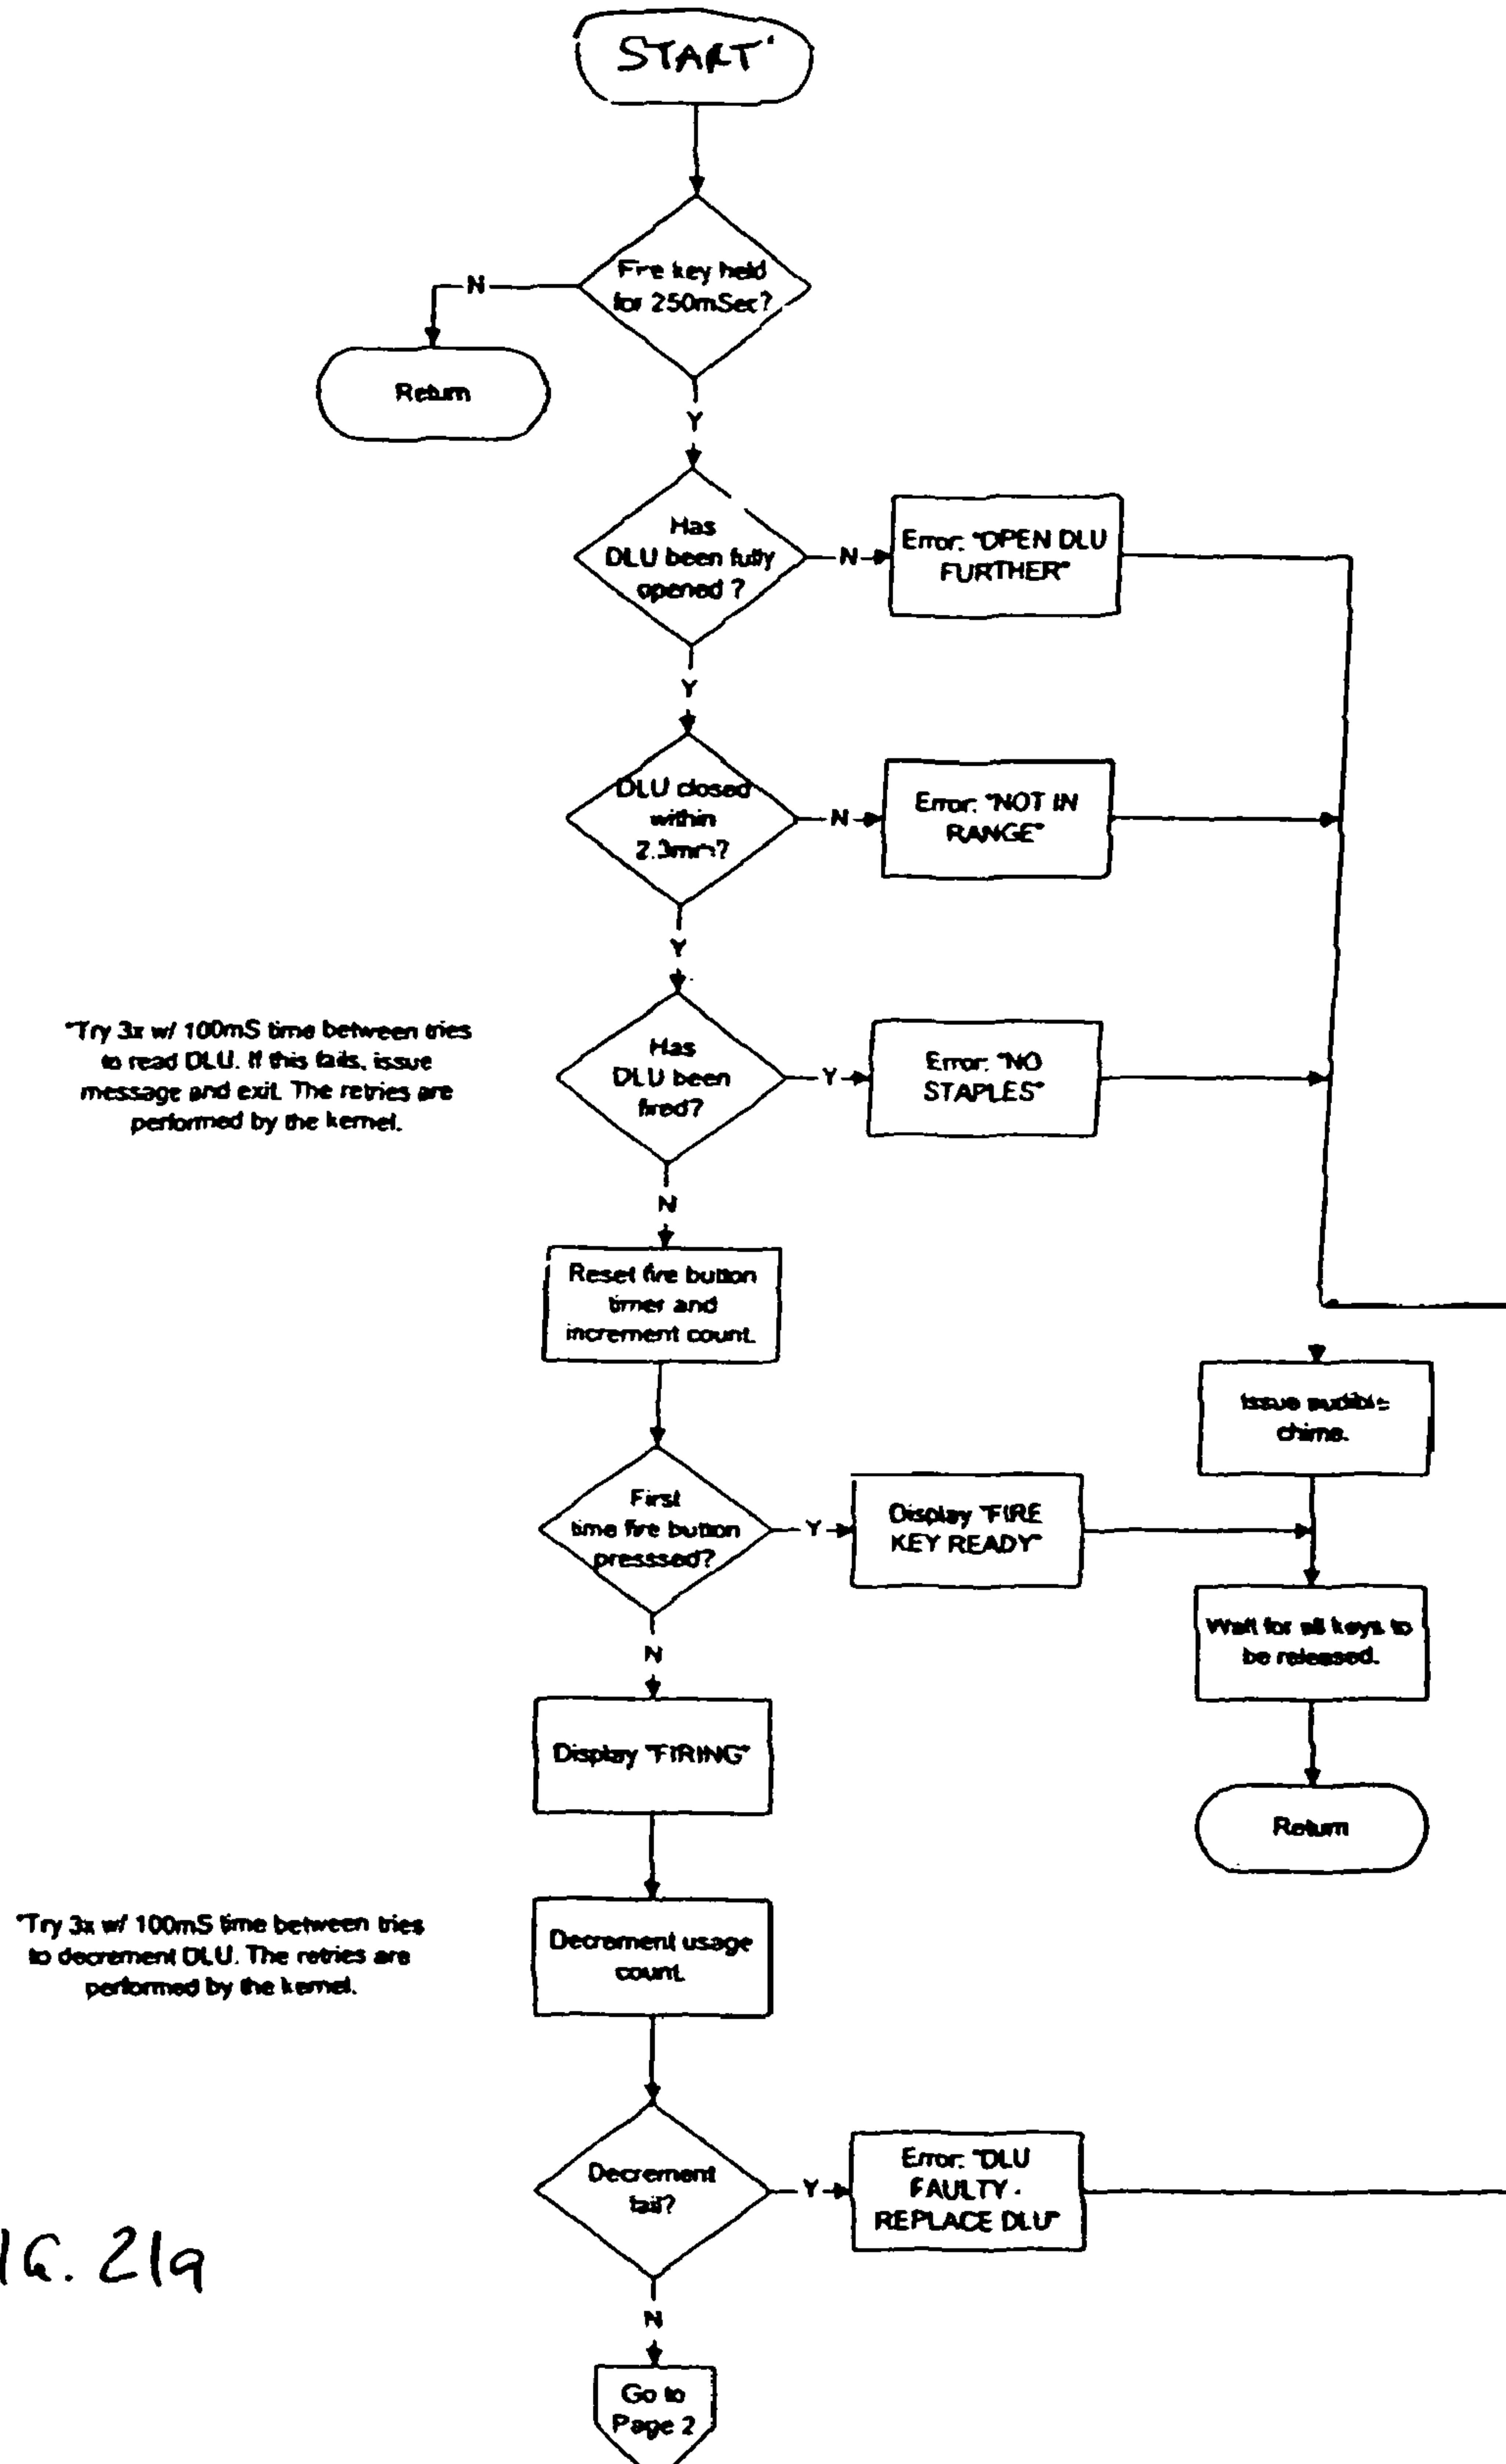 START
Fire key held
for 250mSec?
N
Return
Y
Has
DLU been fully
opened ?
N
Error: "OPEN DLU
FURTHER"
Y
DLU closed
within
2.3mm?
N
Error: "NOT IN
RANGE"
Y
"Try 3x w/ 100mS time between tries
to read DLU. If this fails, issue
message and exit. The retries are
performed by the kernel.
Has
DLU been
fired?
Y
Error: "NO
STAPLES"
N
Reset fire button
timer and
increment count.
Issue audible
chime.
First
time fire button
presssed?
Y
Display "FIRE
KEY READY"
Wait for all keys to
be released.
N
Display "FIRING"
Return
"Try 3x w/ 100mS time between tries
to decrement DLU. The retries are
performed by the kernel.
Decrement usage
count.
Decrement
fail?
Y
Error: "DLU
FAULTY -
REPLACE DLU"
IG. 21a
N
Go to
Page 2